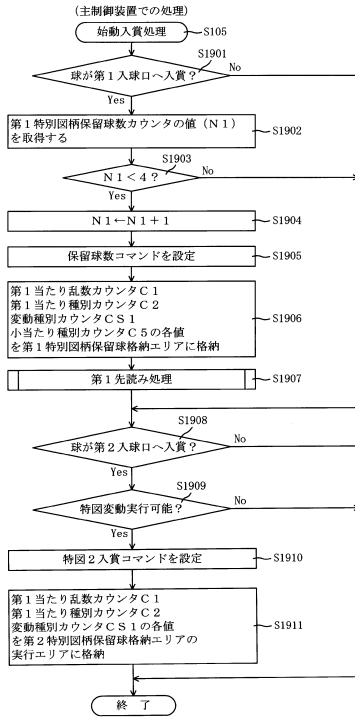 (主制御装置での処理)
始動入賞処理
S105
S1901
球が第1入球口へ入賞?
No
Yes
第1特別図柄保留球数カウンタの値(N1)
を取得する
S1902
S1903
N1<4?
No
Yes
N1←N1+1
S1904
保留球数コマンドを設定
S1905
第1当たり乱数カウンタC1
第1当たり種別カウンタC2
変動種別カウンタCS1
小当たり種別カウンタC5の各値
を第1特別図柄保留球格納エリアに格納
S1906
第1先読み処理
S1907
S1908
球が第2入球口へ入賞?
No
Yes
S1909
特図変動実行可能?
No
Yes
特図2入賞コマンドを設定
S1910
第1当たり乱数カウンタC1
第1当たり種別カウンタC2
変動種別カウンタCS1の各値
を第2特別図柄保留球格納エリアの
実行エリアに格納
S1911
終 了